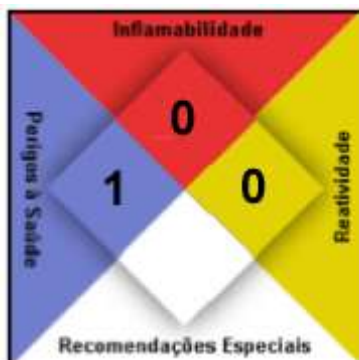 Inflamabilidade
0
Perigos à Saúde
1
0
Reatividade
Recomendações Especiais